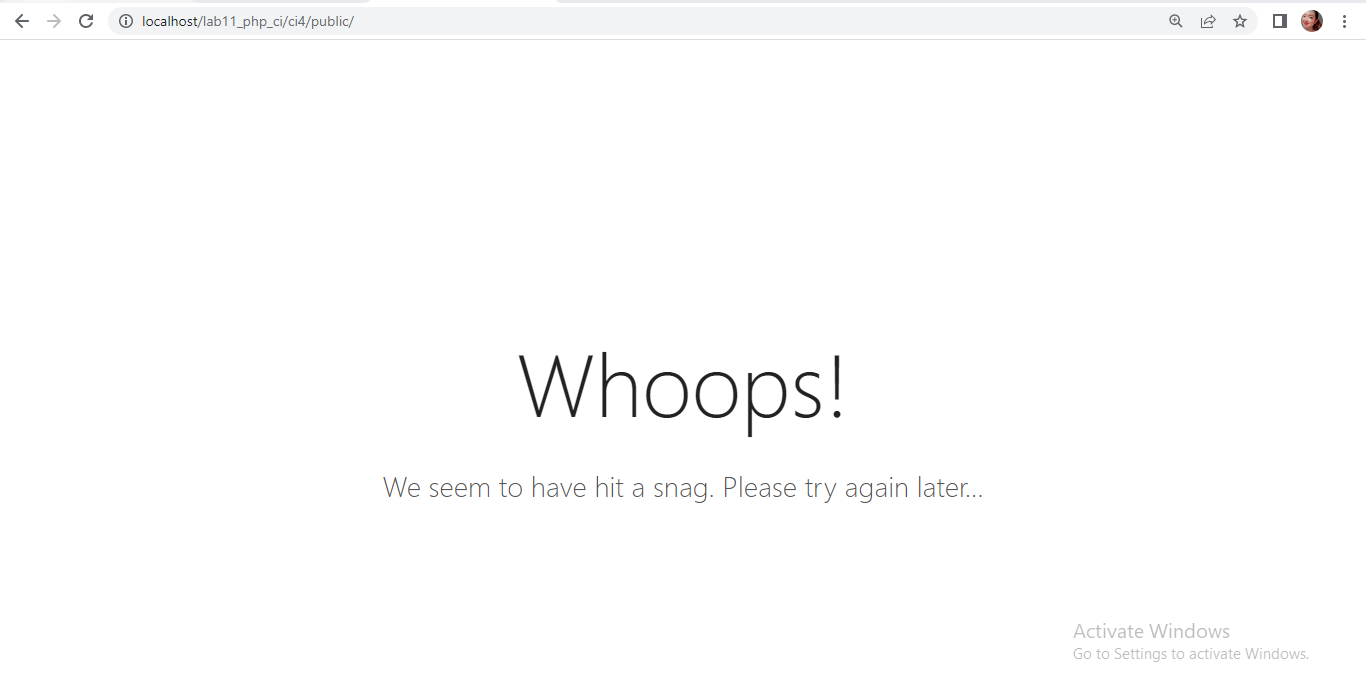 localhost/lab11_php_ci/ci4/public/
Whoops!
We seem to have hit a snag. Please try again later...
Activate Windows
Go to Settings to activate Windows.